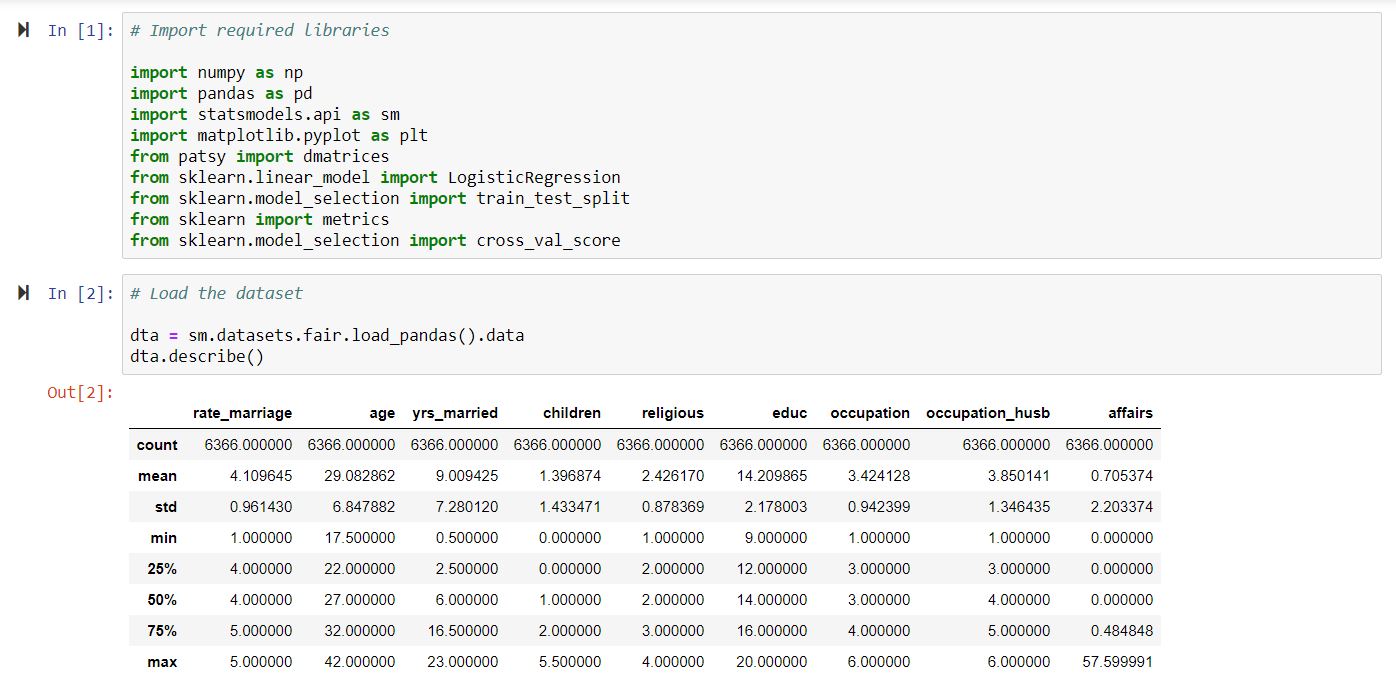 In [1]: # Import required libraries
import numpy as np
import pandas as pd
import statsmodels.api as sm
import matplotlib.pyplot as plt
from patsy import dmatrices
from sklearn.linear_model import LogisticRegression
from sklearn.model_selection import train_test_split
from sklearn import metrics
from sklearn.model_selection import cross_val_score
In [2]: # Load the dataset
dta = sm.datasets.fair.load_pandas().data
dta.describe()
Out[2]:
rate_marriage age yrs_married children religious educ occupation occupation_husb affairs
count 6366.000000 6366.000000 6366.000000 6366.000000 6366.000000 6366.000000 6366.000000 6366.000000 6366.000000
mean 4.109645 29.082862 9.009425 1.396874 2.426170 14.209865 3.424128 3.850141 0.705374
std 0.961430 6.847882 7.280120 1.433471 0.878369 2.178003 0.942399 1.346435 2.203374
min 1.000000 17.500000 0.500000 0.000000 1.000000 9.000000 1.000000 1.000000 0.000000
25% 4.000000 22.000000 2.500000 0.000000 2.000000 12.000000 3.000000 3.000000 0.000000
50% 4.000000 27.000000 6.000000 1.000000 2.000000 14.000000 3.000000 4.000000 0.000000
75% 5.000000 32.000000 16.500000 2.000000 3.000000 16.000000 4.000000 5.000000 0.484848
max 5.000000 42.000000 23.000000 5.500000 4.000000 20.000000 6.000000 6.000000 57.599991